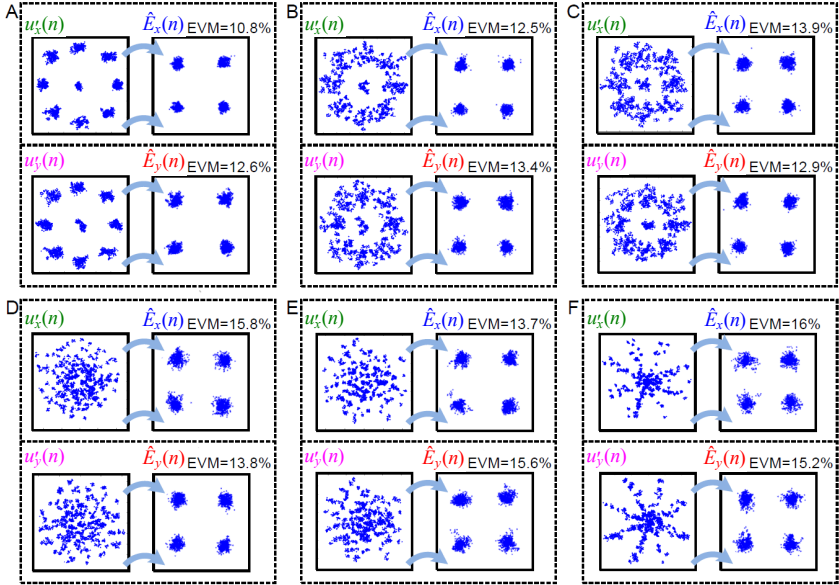 A u′x(n) Êx(n) EVM=10.8%
u′y(n) Êy(n) EVM=12.6%
B u′x(n) Êx(n) EVM=12.5%
u′y(n) Êy(n) EVM=13.4%
C u′x(n) Êx(n) EVM=13.9%
u′y(n) Êy(n) EVM=12.9%
D u′x(n) Êx(n) EVM=15.8%
u′y(n) Êy(n) EVM=13.8%
E u′x(n) Êx(n) EVM=13.7%
u′y(n) Êy(n) EVM=15.6%
F u′x(n) Êx(n) EVM=16%
u′y(n) Êy(n) EVM=15.2%